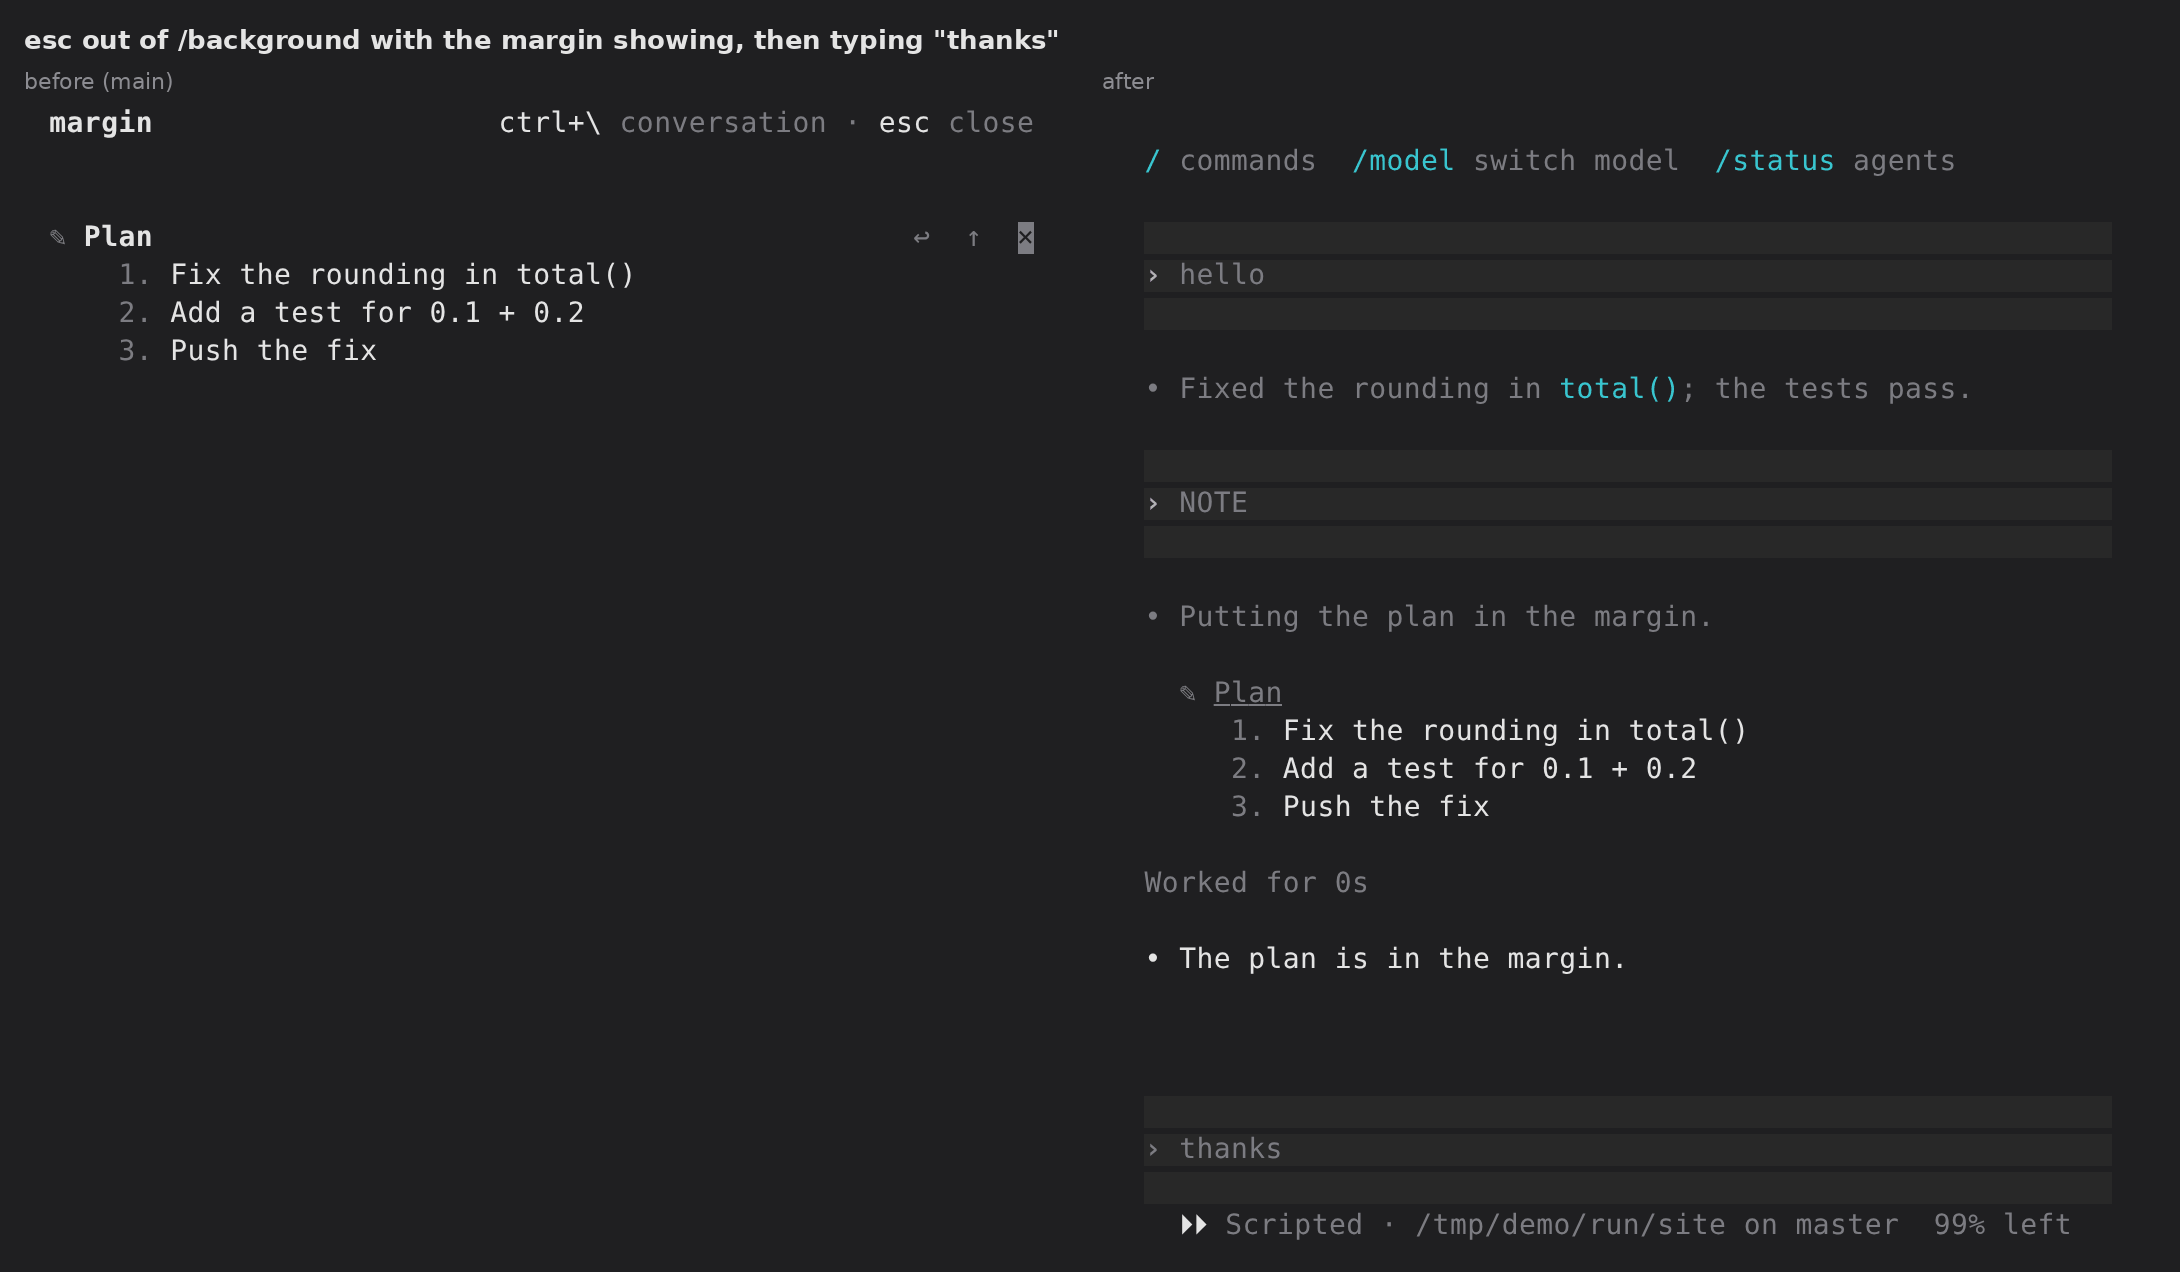 esc out of /background with the margin showing, then typing "thanks"
before (main)
margin ctrl+\ conversation · esc close
✎ Plan ↩ ↑ ×
1. Fix the rounding in total()
2. Add a test for 0.1 + 0.2
3. Push the fix
after
/ commands /model switch model /status agents
› hello
• Fixed the rounding in total(); the tests pass.
› NOTE
• Putting the plan in the margin.
✎ Plan
1. Fix the rounding in total()
2. Add a test for 0.1 + 0.2
3. Push the fix
Worked for 0s
• The plan is in the margin.
› thanks
⏵⏵ Scripted · /tmp/demo/run/site on master 99% left